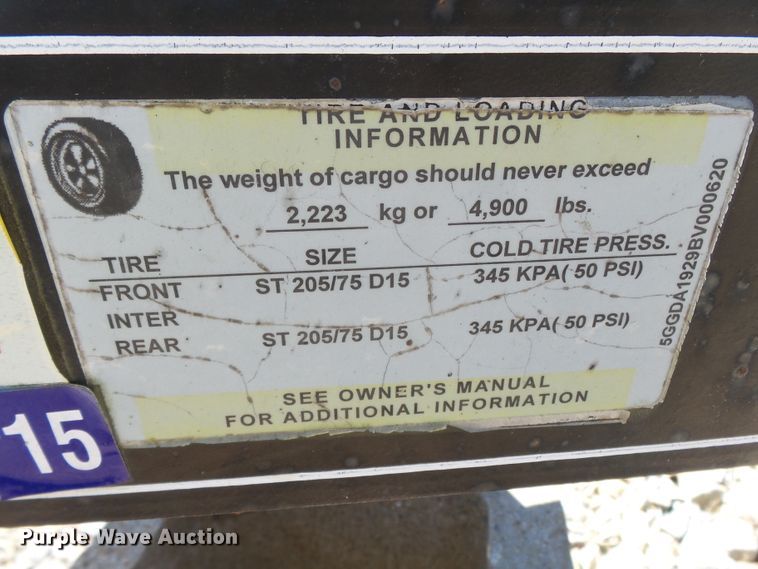 TIRE AND LOADING
INFORMATION
The weight of cargo should never exceed
2,223 kg or 4,900 lbs.
TIRE SIZE COLD TIRE PRESS.
FRONT ST 205/75 D15 345 KPA( 50 PSI)
INTER
REAR ST 205/75 D15 345 KPA( 50 PSI)
SEE OWNER'S MANUAL
FOR ADDITIONAL INFORMATION
5GGDA1929BV000620
15
Purple Wave Auction